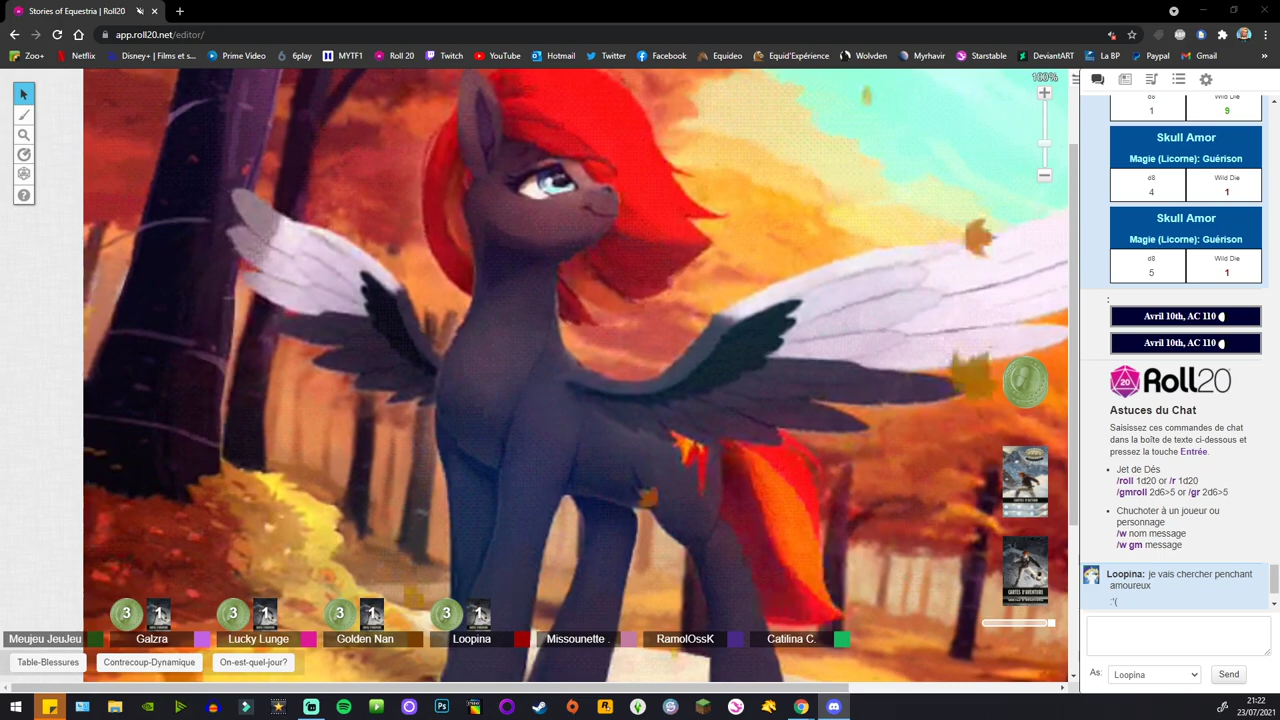 Stories of Equestria | Roll20
app.roll20.net/editor/
Zoo+ Netflix Disney+ | Films et s... Prime Video 6play MYTF1 Roll 20 Twitch YouTube Hotmail Twitter Facebook Equideo Equid'Expérience Wolvden Myrhavir Starstable DeviantART La BP Paypal Gmail »
100%
d8 Wild Die
1 9
Skull Amor
Magie (Licorne): Guérison
d8 Wild Die
4 1
Skull Amor
Magie (Licorne): Guérison
d8 Wild Die
5 1
:
Avril 10th, AC 110
Avril 10th, AC 110
20 Roll20
Astuces du Chat
Saisissez ces commandes de chat
dans la boîte de texte ci-dessous et
pressez la touche Entrée.
Jet de Dés
/roll 1d20 or /r 1d20
/gmroll 2d6>5 or /gr 2d6>5
Chuchoter à un joueur ou
personnage
/w nom message
/w gm message
Loopina: je vais chercher penchant
amoureux
:'(
3 1 3 1 3 1 3 1
Meujeu JeuJeu Galzra Lucky Lunge Golden Nan Loopina Missounette . RamolOssK Catilina C.
Table-Blessures Contrecoup-Dynamique On-est-quel-jour?
As: Loopina Send
21:22
23/07/2021